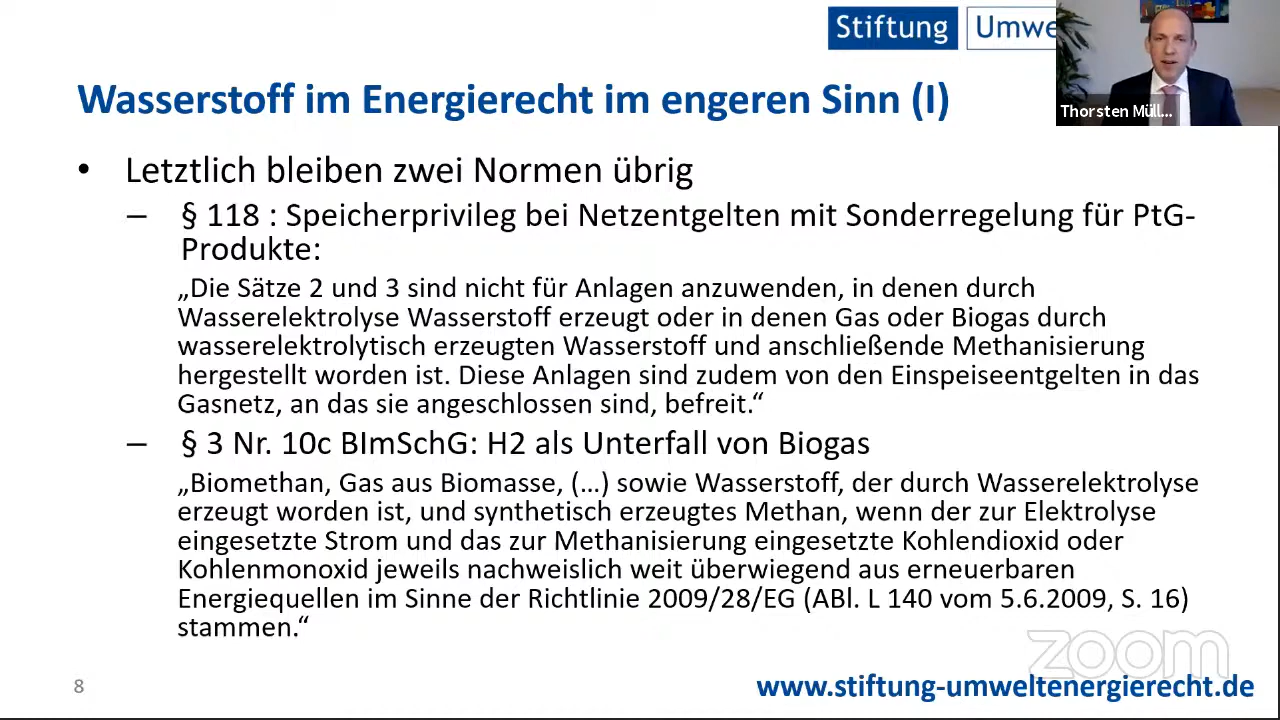 Stiftung Umwe
Thorsten Müll...
Wasserstoff im Energierecht im engeren Sinn (I)
• Letztlich bleiben zwei Normen übrig
– § 118 : Speicherprivileg bei Netzentgelten mit Sonderregelung für PtG-
Produkte:
„Die Sätze 2 und 3 sind nicht für Anlagen anzuwenden, in denen durch
Wasserelektrolyse Wasserstoff erzeugt oder in denen Gas oder Biogas durch
wasserelektrolytisch erzeugten Wasserstoff und anschließende Methanisierung
hergestellt worden ist. Diese Anlagen sind zudem von den Einspeiseentgelten in das
Gasnetz, an das sie angeschlossen sind, befreit.“
– § 3 Nr. 10c BImSchG: H2 als Unterfall von Biogas
„Biomethan, Gas aus Biomasse, (…) sowie Wasserstoff, der durch Wasserelektrolyse
erzeugt worden ist, und synthetisch erzeugtes Methan, wenn der zur Elektrolyse
eingesetzte Strom und das zur Methanisierung eingesetzte Kohlendioxid oder
Kohlenmonoxid jeweils nachweislich weit überwiegend aus erneuerbaren
Energiequellen im Sinne der Richtlinie 2009/28/EG (ABl. L 140 vom 5.6.2009, S. 16)
stammen.“
zoom
8
www.stiftung-umweltenergierecht.de